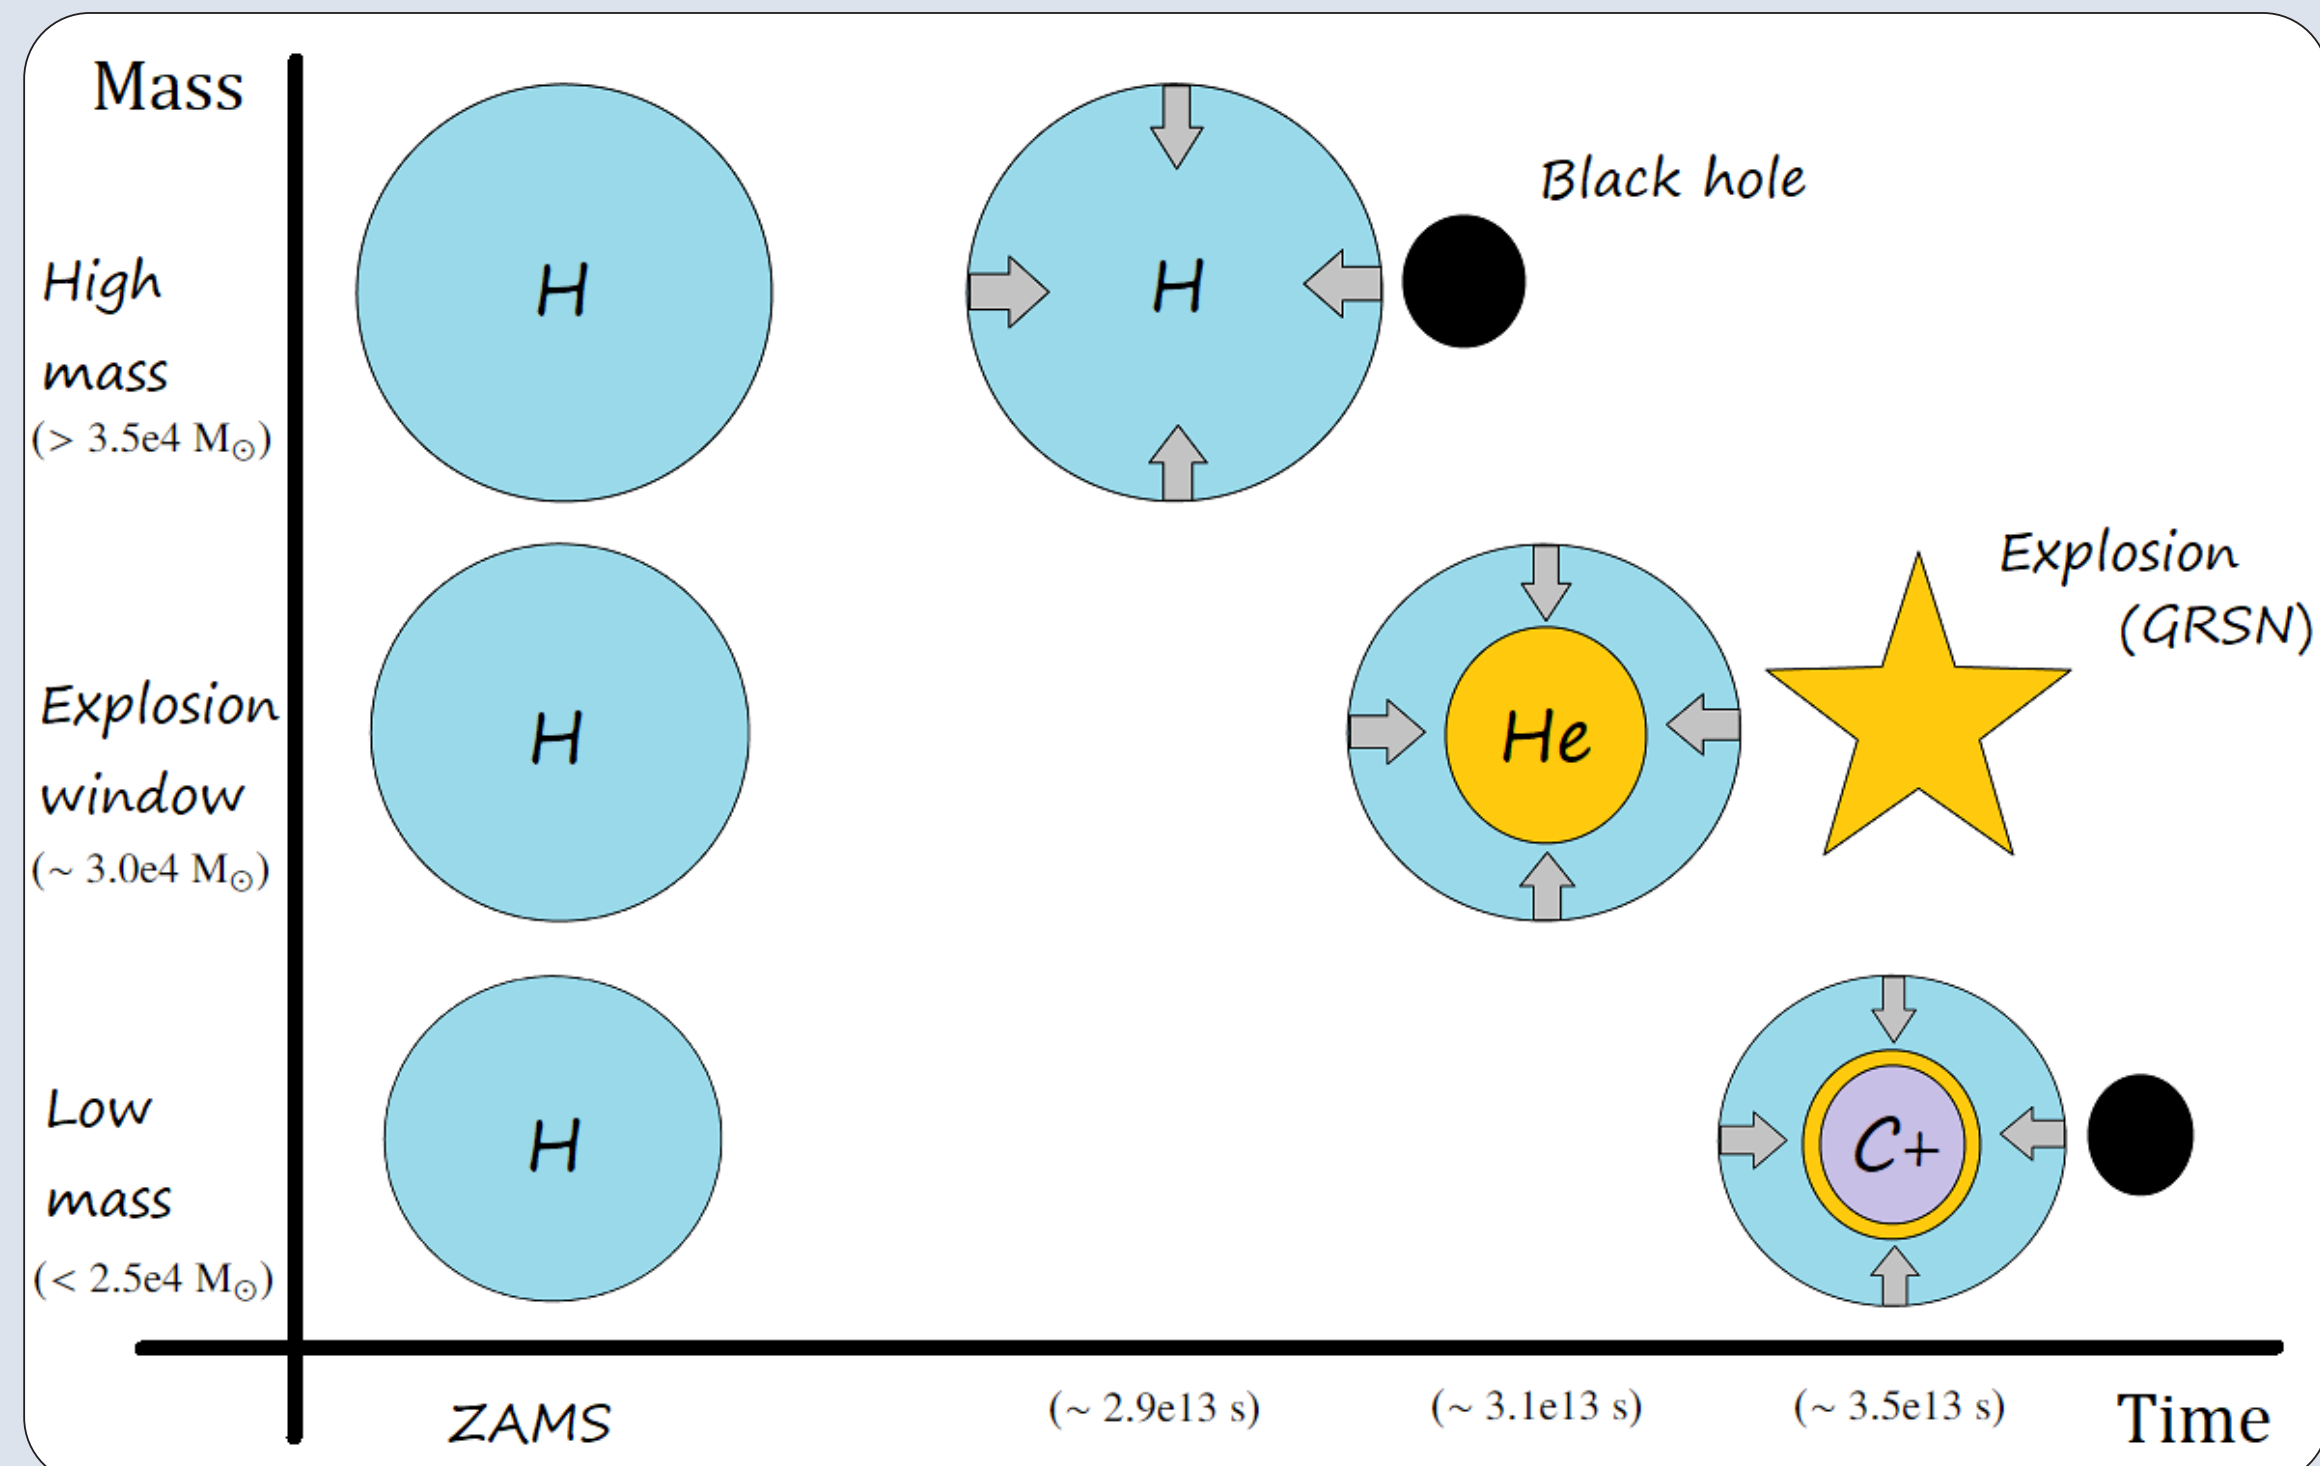 Mass
H
H
Black hole
High
mass
(> 3.5e4 M☉)
Explosion
(GRSN)
Explosion
window
(~ 3.0e4 M☉)
H
He
Low
mass
(< 2.5e4 M☉)
H
C+
ZAMS
(~ 2.9e13 s)
(~ 3.1e13 s)
(~ 3.5e13 s)
Time